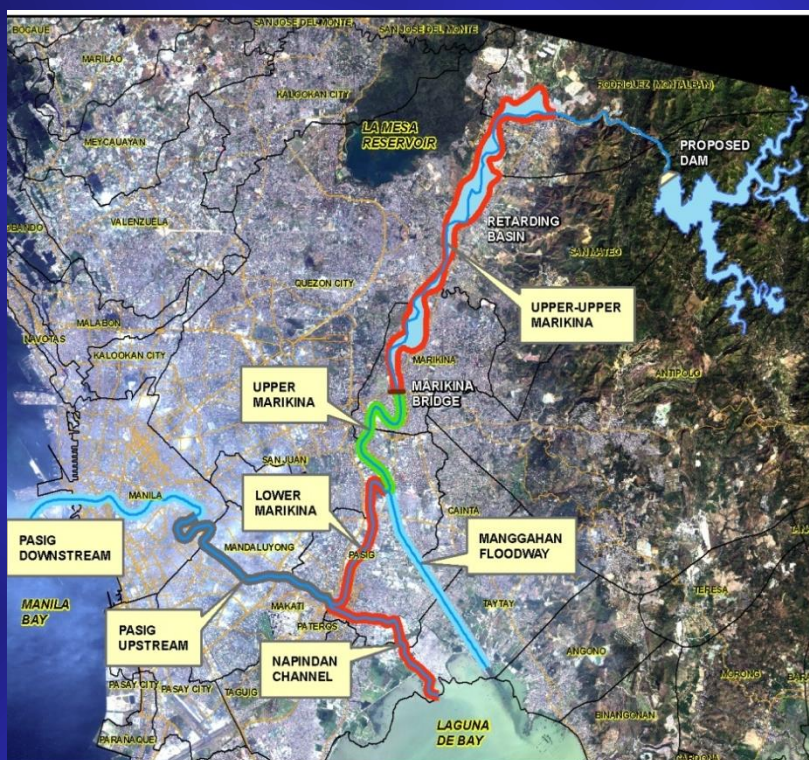 SAN JOSE DEL MONTE
SAN JOSE DEL MONTE
BOCAUE
MARILAO
KALOOKAN CITY
RODRIGUEZ (MONTALBAN)
LA MESA
RESERVOIR
MEYCAUAYAN
PROPOSED
DAM
VALENZUELA
RETARDING
BASIN
SAN MATEO
QUEZON CITY
UPPER-UPPER
MARIKINA
MALABON
NAVOTAS
KALOOKAN CITY
MARIKINA
ANTIPOLO
UPPER
MARIKINA
MARIKINA
BRIDGE
SAN JUAN
LOWER
MARIKINA
MANILA
CAINTA
PASIG
DOWNSTREAM
MANDALUYONG
PASIG
MANGGAHAN
FLOODWAY
TERESA
MANILA
BAY
MAKATI
TAYTAY
PATEROS
PASIG
UPSTREAM
NAPINDAN
CHANNEL
ANGONO
MORONG
PASAY CITY
PASAY CITY
TAGUIG
BINANGONAN
LAGUNA
DE BAY
PARAÑAQUE
CARDONA